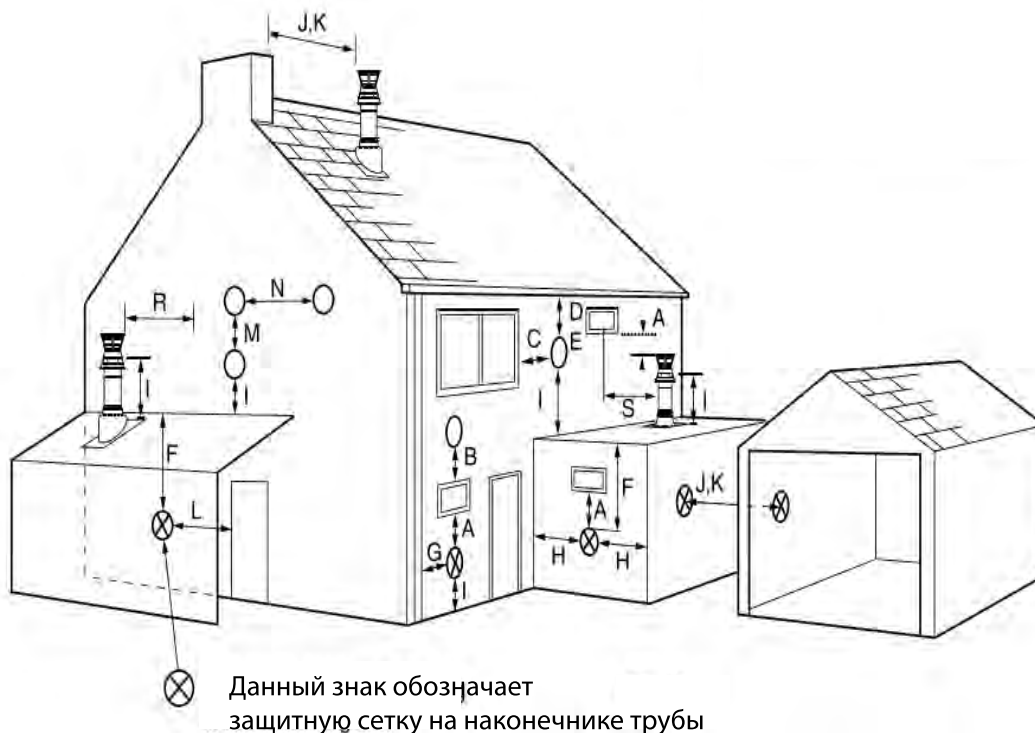 J,K
N
R
M
D
A
C
E
I
I
I
S
I
F
B
F
J,K
L
A
A
G
H
H
I
Данный знак обозначает
защитную сетку на наконечнике трубы